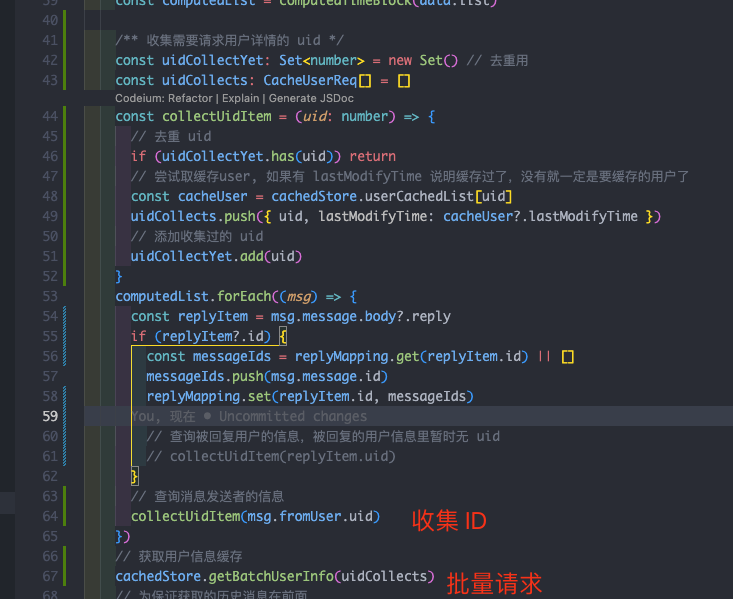 39 const computedList = computedTimeBlock(data.list)
40
41 /** 收集需要请求用户详情的 uid */
42 const uidCollectYet: Set<number> = new Set() // 去重用
43 const uidCollects: CacheUserReq[] = []
Codeium: Refactor | Explain | Generate JSDoc
44 const collectUidItem = (uid: number) => {
45 // 去重 uid
46 if (uidCollectYet.has(uid)) return
47 // 尝试取缓存user, 如果有 lastModifyTime 说明缓存过了，没有就一定是要缓存的用户了
48 const cacheUser = cachedStore.userCachedList[uid]
49 uidCollects.push({ uid, lastModifyTime: cacheUser?.lastModifyTime })
50 // 添加收集过的 uid
51 uidCollectYet.add(uid)
52 }
53 computedList.forEach((msg) => {
54 const replyItem = msg.message.body?.reply
55 if (replyItem?.id) {
56 const messageIds = replyMapping.get(replyItem.id) || []
57 messageIds.push(msg.message.id)
58 replyMapping.set(replyItem.id, messageIds)
59 You, 现在 • Uncommitted changes
60 // 查询被回复用户的信息，被回复的用户信息里暂时无 uid
61 // collectUidItem(replyItem.uid)
62 }
63 // 查询消息发送者的信息
64 collectUidItem(msg.fromUser.uid) 收集 ID
65 })
66 // 获取用户信息缓存
67 cachedStore.getBatchUserInfo(uidCollects) 批量请求
68 // 为保证获取的历史消息在前面